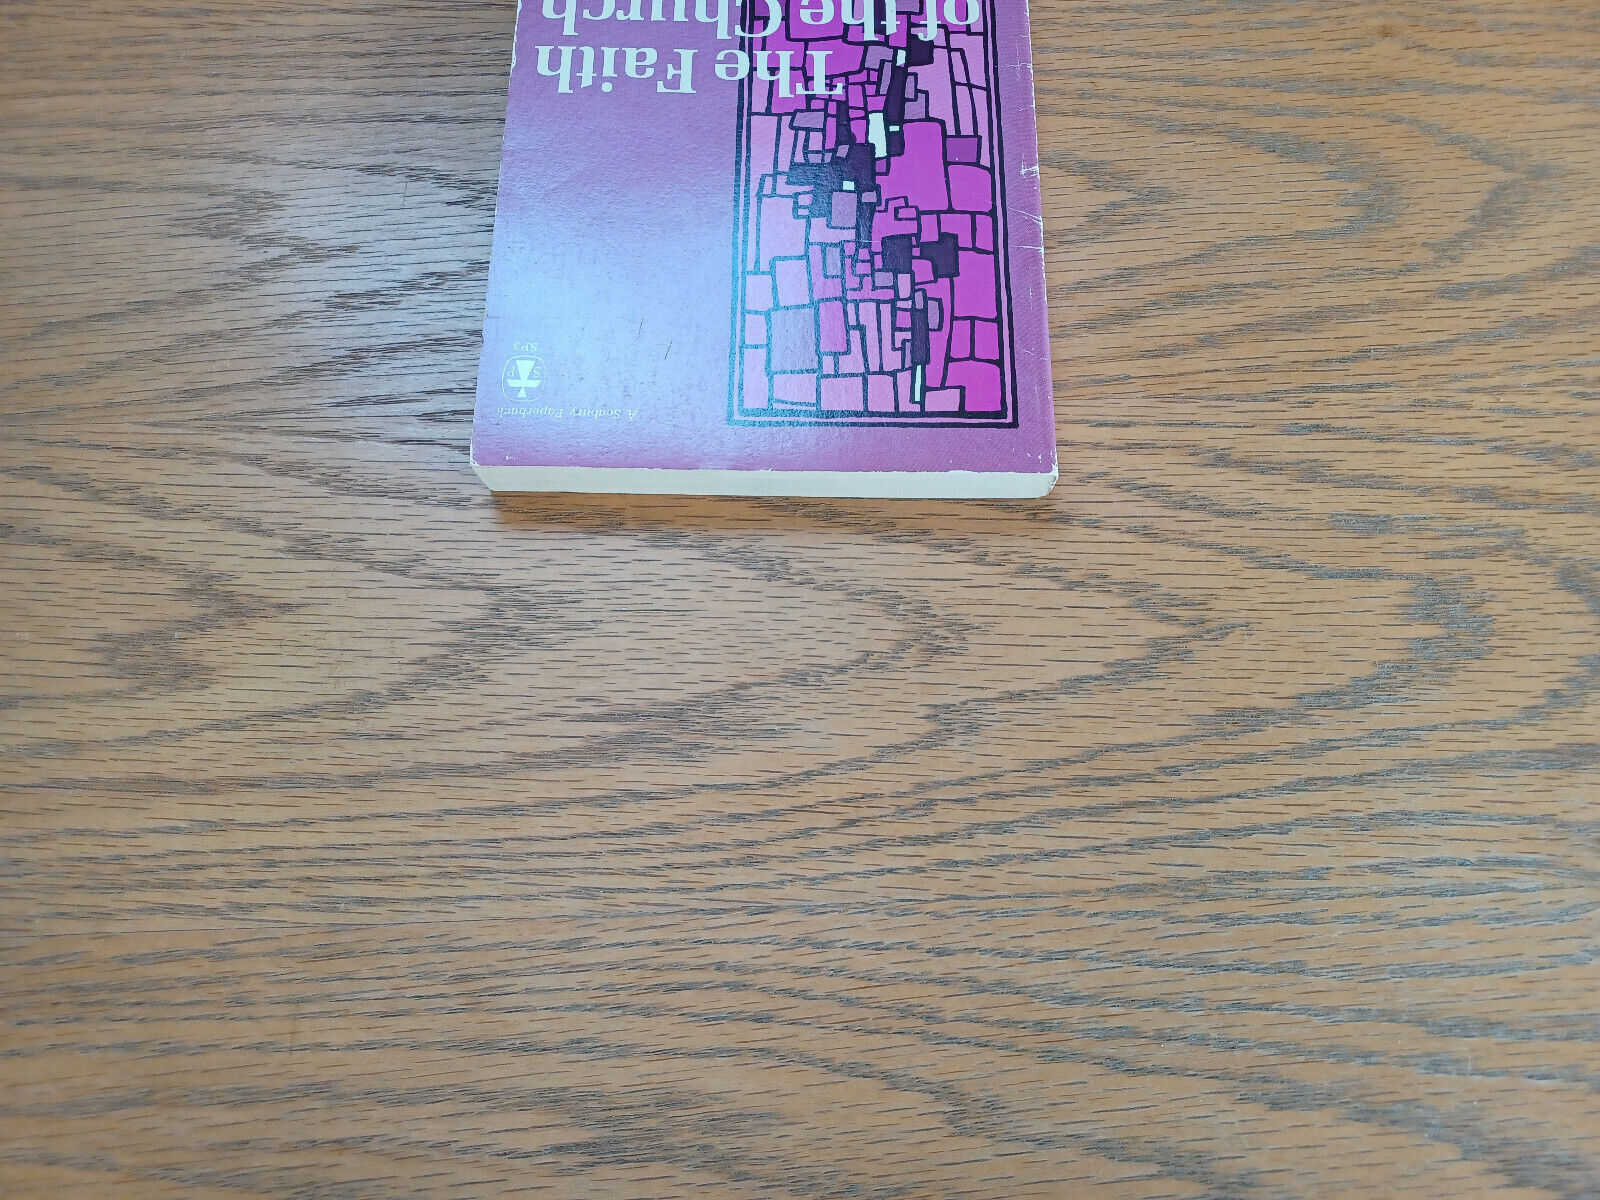 A Seabury Paperback
S P
SP3
The Faith
of the Church